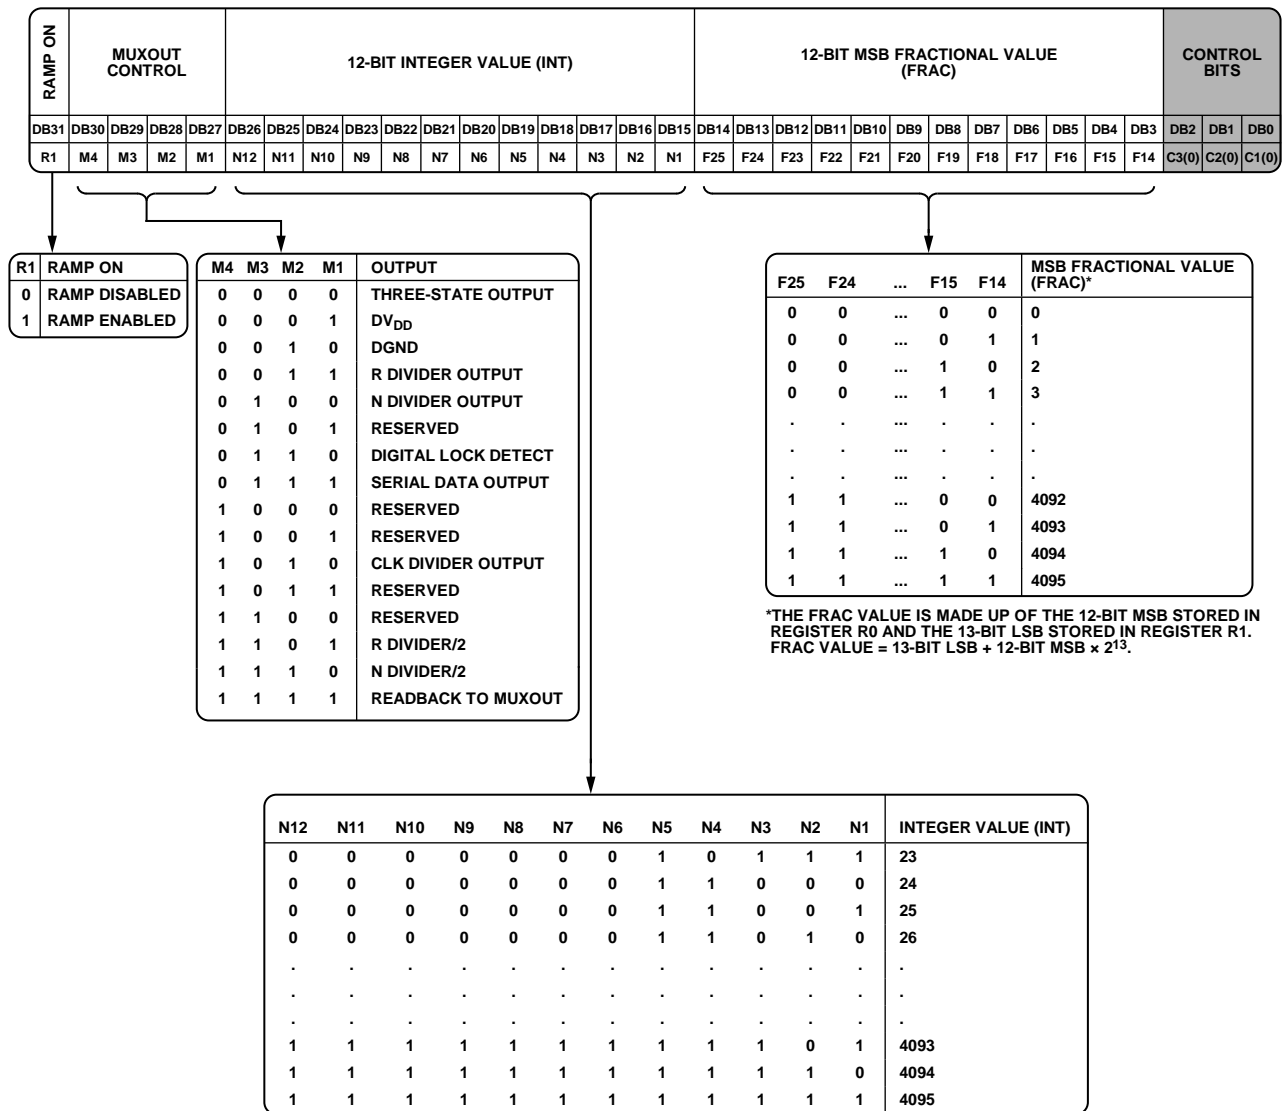 RAMP ON
MUXOUT
CONTROL
12-BIT INTEGER VALUE (INT)
12-BIT MSB FRACTIONAL VALUE
(FRAC)
CONTROL
BITS
DB31 DB30 DB29 DB28 DB27 DB26 DB25 DB24 DB23 DB22 DB21 DB20 DB19 DB18 DB17 DB16 DB15 DB14 DB13 DB12 DB11 DB10 DB9 DB8 DB7 DB6 DB5 DB4 DB3 DB2 DB1 DB0
R1 M4 M3 M2 M1 N12 N11 N10 N9 N8 N7 N6 N5 N4 N3 N2 N1 F25 F24 F23 F22 F21 F20 F19 F18 F17 F16 F15 F14 C3(0) C2(0) C1(0)
R1 RAMP ON
0 RAMP DISABLED
1 RAMP ENABLED
M4 M3 M2 M1 OUTPUT
0 0 0 0 THREE-STATE OUTPUT
0 0 0 1 DVDD
0 0 1 0 DGND
0 0 1 1 R DIVIDER OUTPUT
0 1 0 0 N DIVIDER OUTPUT
0 1 0 1 RESERVED
0 1 1 0 DIGITAL LOCK DETECT
0 1 1 1 SERIAL DATA OUTPUT
1 0 0 0 RESERVED
1 0 0 1 RESERVED
1 0 1 0 CLK DIVIDER OUTPUT
1 0 1 1 RESERVED
1 1 0 0 RESERVED
1 1 0 1 R DIVIDER/2
1 1 1 0 N DIVIDER/2
1 1 1 1 READBACK TO MUXOUT
F25 F24 ... F15 F14 MSB FRACTIONAL VALUE
(FRAC)*
0 0 ... 0 0 0
0 0 ... 0 1 1
0 0 ... 1 0 2
0 0 ... 1 1 3
. . ... . . .
. . ... . . .
. . ... . . .
1 1 ... 0 0 4092
1 1 ... 0 1 4093
1 1 ... 1 0 4094
1 1 ... 1 1 4095
*THE FRAC VALUE IS MADE UP OF THE 12-BIT MSB STORED IN
REGISTER R0 AND THE 13-BIT LSB STORED IN REGISTER R1.
FRAC VALUE = 13-BIT LSB + 12-BIT MSB × 2¹³.
N12 N11 N10 N9 N8 N7 N6 N5 N4 N3 N2 N1 INTEGER VALUE (INT)
0 0 0 0 0 0 0 1 0 1 1 1 23
0 0 0 0 0 0 0 1 1 0 0 0 24
0 0 0 0 0 0 0 1 1 0 0 1 25
0 0 0 0 0 0 0 1 1 0 1 0 26
. . . . . . . . . . . . .
. . . . . . . . . . . . .
. . . . . . . . . . . . .
1 1 1 1 1 1 1 1 1 1 0 1 4093
1 1 1 1 1 1 1 1 1 1 1 0 4094
1 1 1 1 1 1 1 1 1 1 1 1 4095